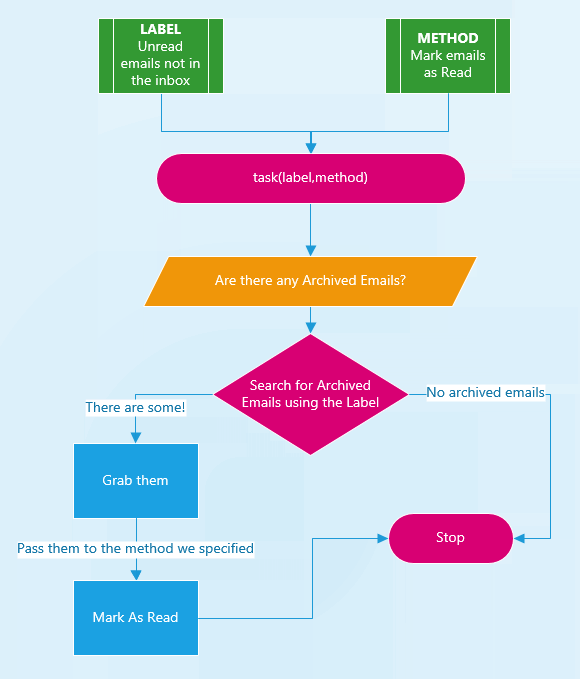 LABEL
Unread
emails not in
the inbox
METHOD
Mark emails
as Read
task(label,method)
Are there any Archived Emails?
Search for Archived
Emails using the Label
No archived emails
There are some!
Grab them
Pass them to the method we specified
Stop
Mark As Read